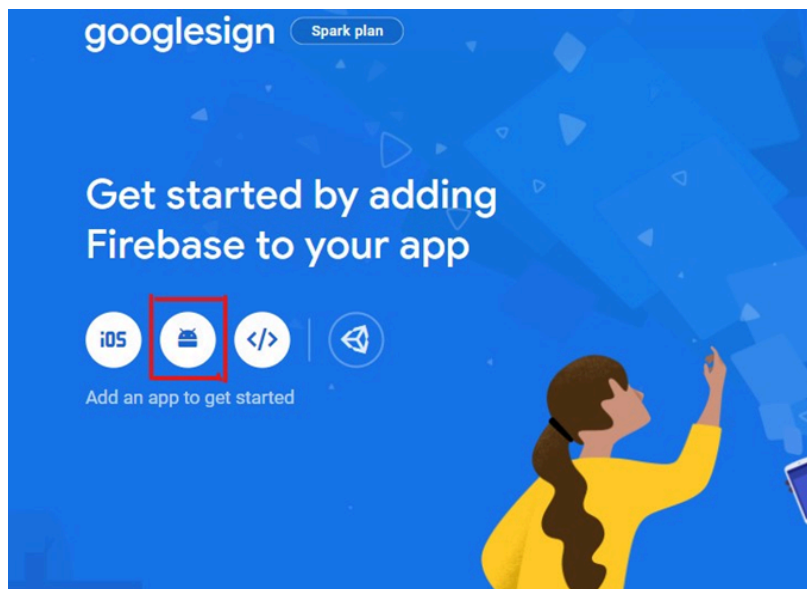 googlesign
Spark plan
Get started by adding
Firebase to your app
iOS
</>
Add an app to get started